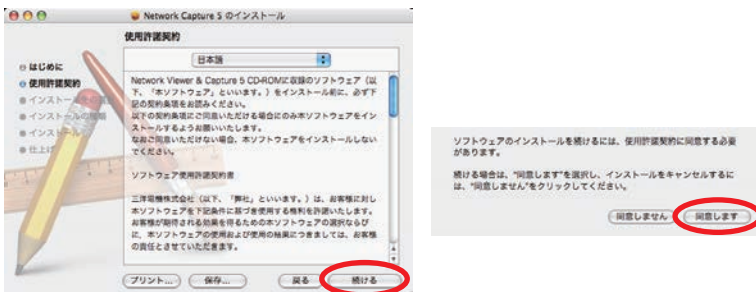 Network Capture 5 のインストール
使用許諾契約
はじめに
使用許諾契約
インストール
インストール
インストール
仕上げ
日本語
Network Viewer & Capture 5 CD-ROMに収録のソフトウェア（以
下、「本ソフトウェア」といいます。）をインストール前に、必ず下
記の契約条項をお読みください。
以下の契約条項にご同意いただける場合にのみ本ソフトウェアをイン
ストールするようお願いいたします。
なおご同意いただけない場合、本ソフトウェアをインストールしない
でください。
ソフトウェア使用許諾契約書
三洋電機株式会社（以下、「弊社」といいます。）は、お客様に対し
本ソフトウェアを下記条件に基づき使用する権利を許諾いたします。
お客様が期待される効果を得るための本ソフトウェアの選択ならび
に、本ソフトウェアの使用および使用の結果につきましては、お客様
の責任とさせていただきます。
プリント... 保存... 戻る 続ける
ソフトウェアのインストールを続けるには、使用許諾契約に同意する必要
があります。
続ける場合は、"同意します"を選択し、インストールをキャンセルするに
は、"同意しません"をクリックしてください。
同意しません 同意します